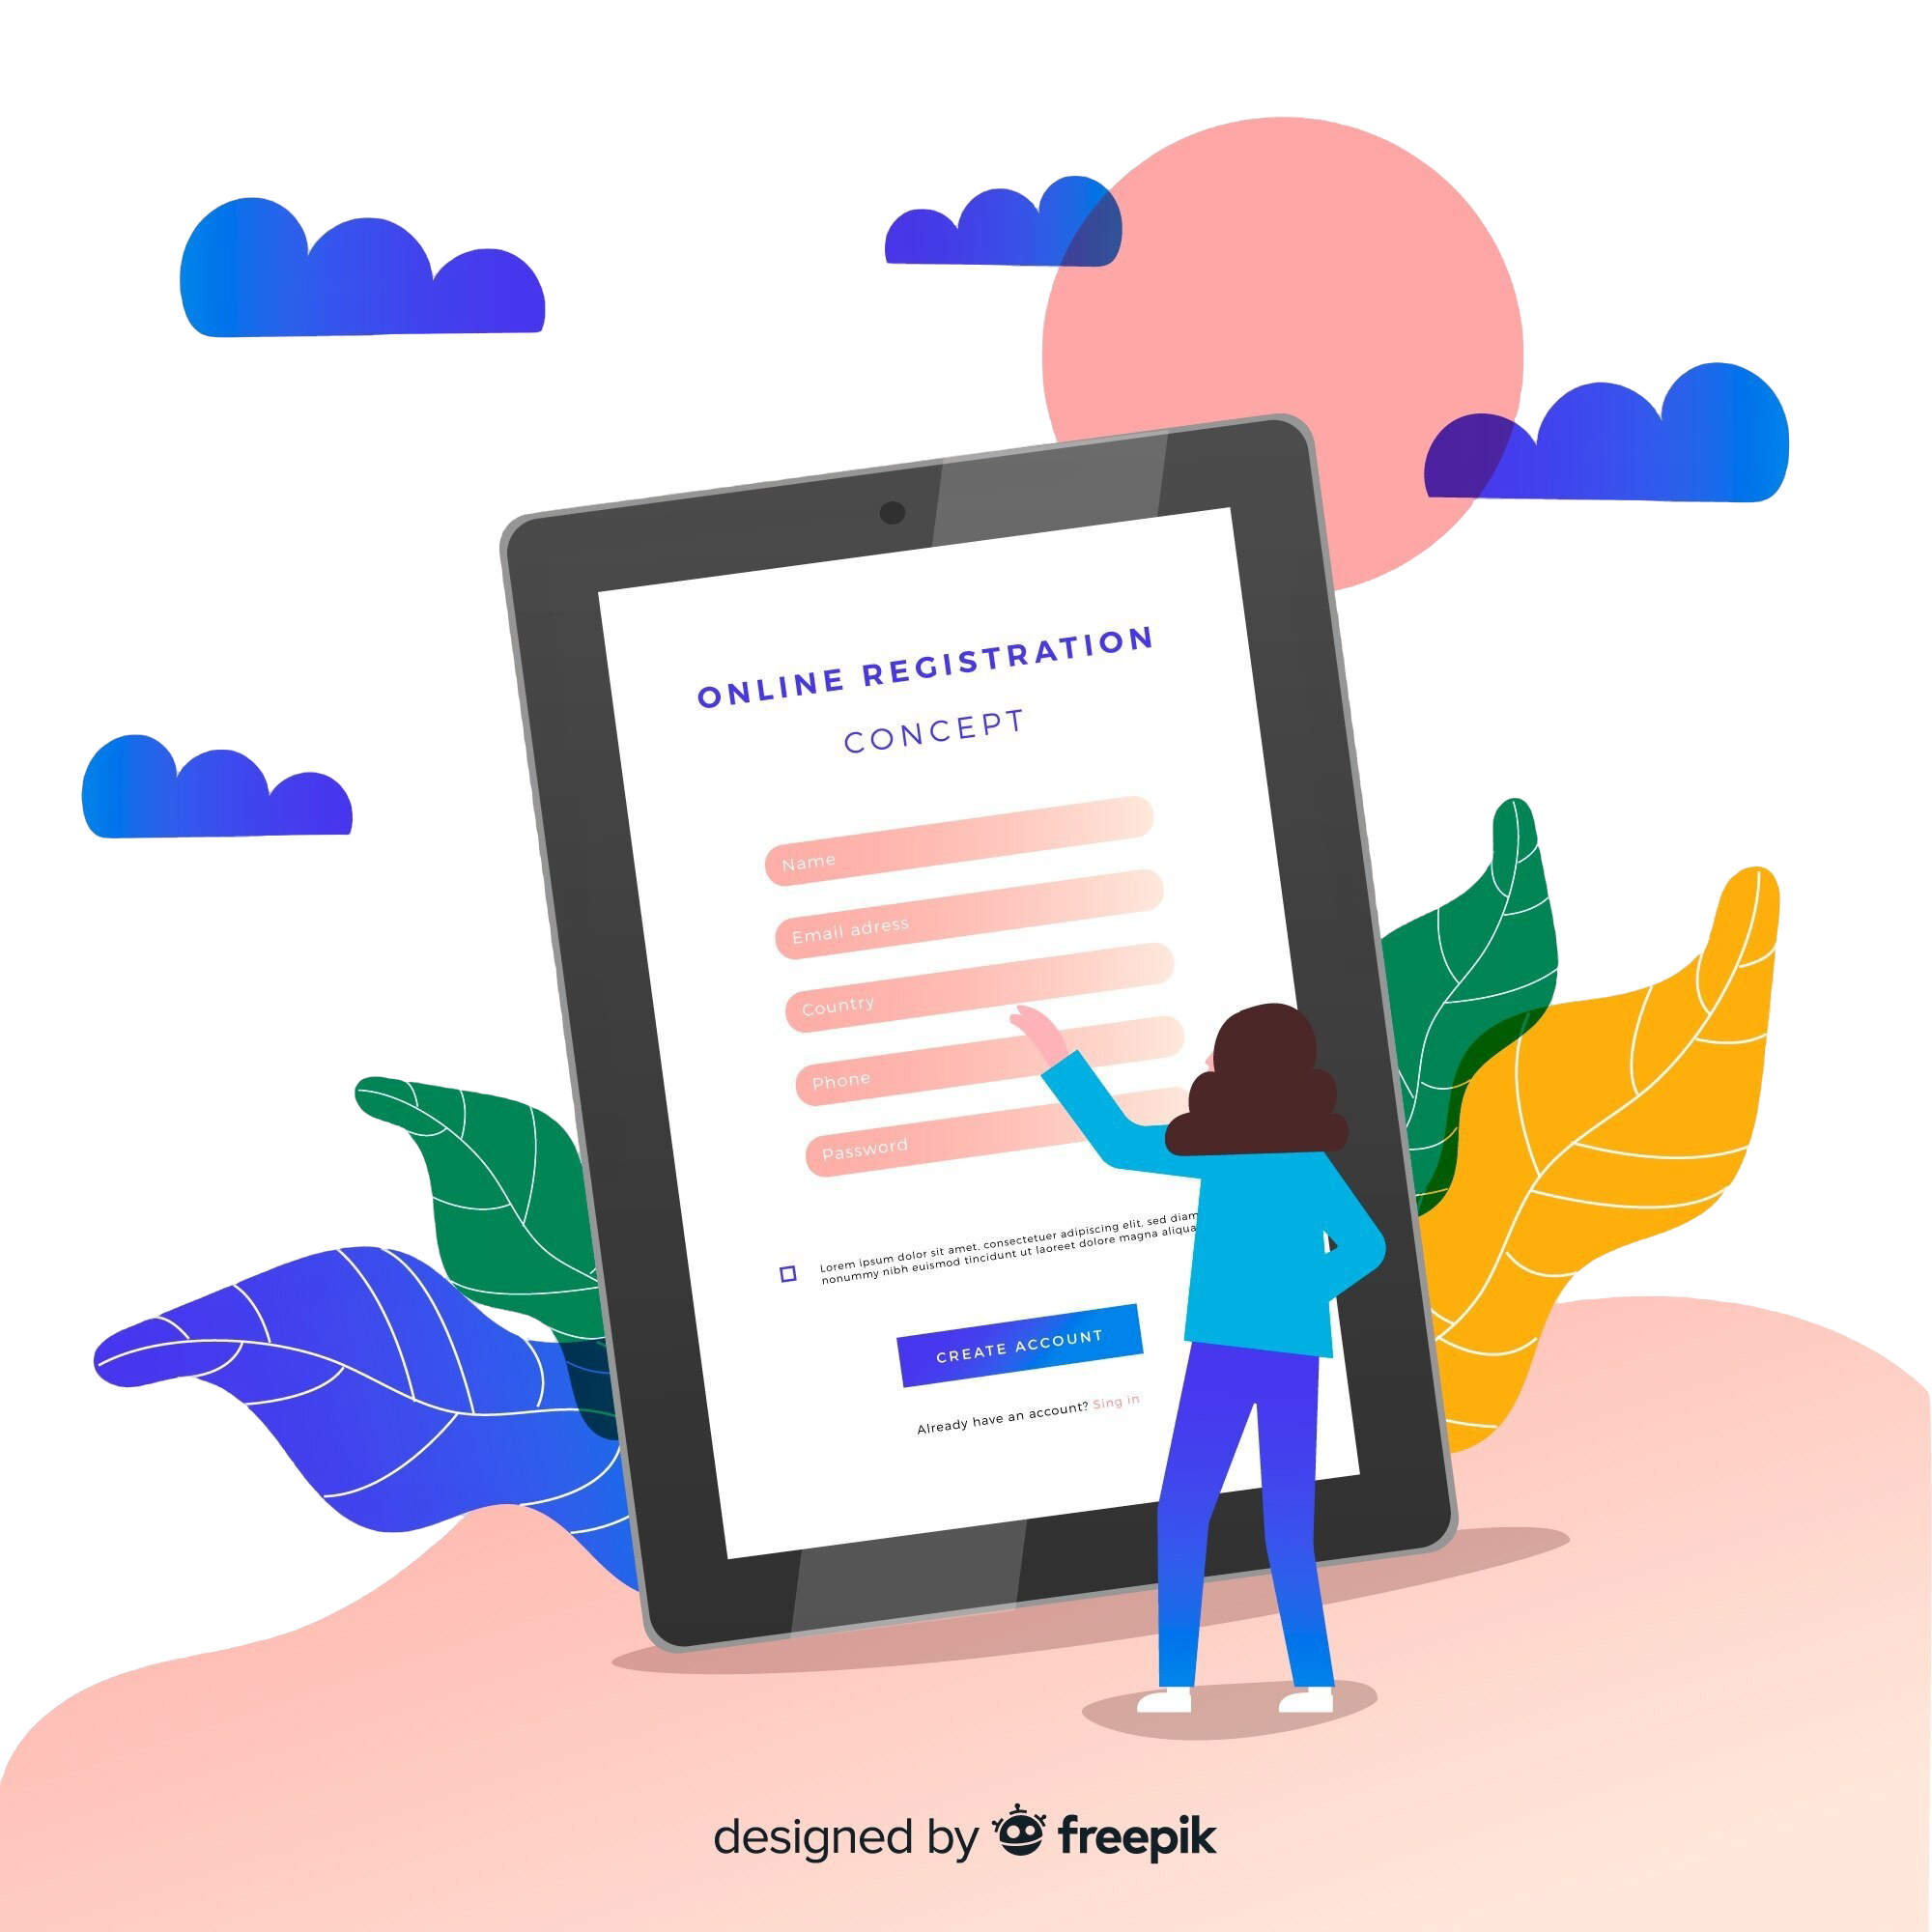 ONLINE REGISTRATION
CONCEPT
Name
Email adress
Country
Phone
Password
Lorem ipsum dolor sit amet, consectetuer adipiscing elit, sed diam
nonummy nibh euismod tincidunt ut laoreet dolore magna aliqua
CREATE ACCOUNT
Already have an account? Sing in
designed by freepik